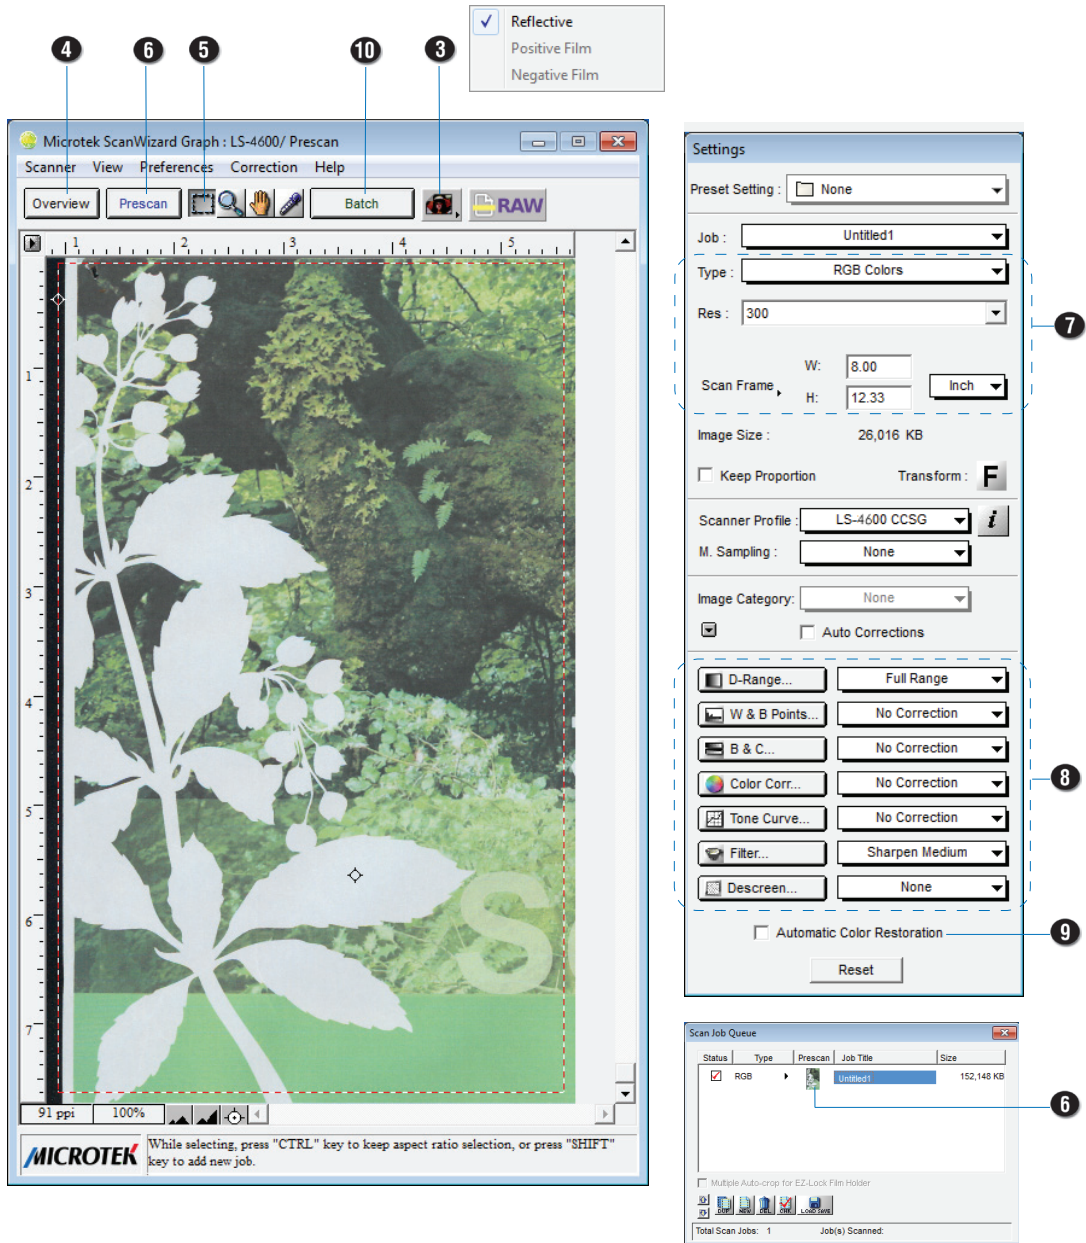 Reflective
Positive Film
Negative Film
4
6
5
10
3
Microtek ScanWizard Graph : LS-4600/ Prescan
Scanner View Preferences Correction Help
Overview Prescan Batch RAW
1 2 3 4 5
1
2
3
4
5
6
7
S
91 ppi 100%
MICROTEK
While selecting, press "CTRL" key to keep aspect ratio selection, or press "SHIFT"
key to add new job.
Settings
Preset Setting : None
Job : Untitled1
Type : RGB Colors
Res : 300
7
Scan Frame W: 8.00
H: 12.33
Inch
Image Size : 26,016 KB
Keep Proportion Transform : F
Scanner Profile : LS-4600 CCSG i
M. Sampling : None
Image Category: None
Auto Corrections
D-Range... Full Range
W & B Points... No Correction
B & C... No Correction
8
Color Corr... No Correction
Tone Curve... No Correction
Filter... Sharpen Medium
Descreen... None
Automatic Color Restoration
9
Reset
Scan Job Queue
Status Type Prescan Job Title Size
RGB Untitled1 152,148 KB
6
Multiple Auto-crop for EZ-Lock Film Holder
DUP NEW DEL CHK LOAD SAVE
Total Scan Jobs: 1 Job(s) Scanned: